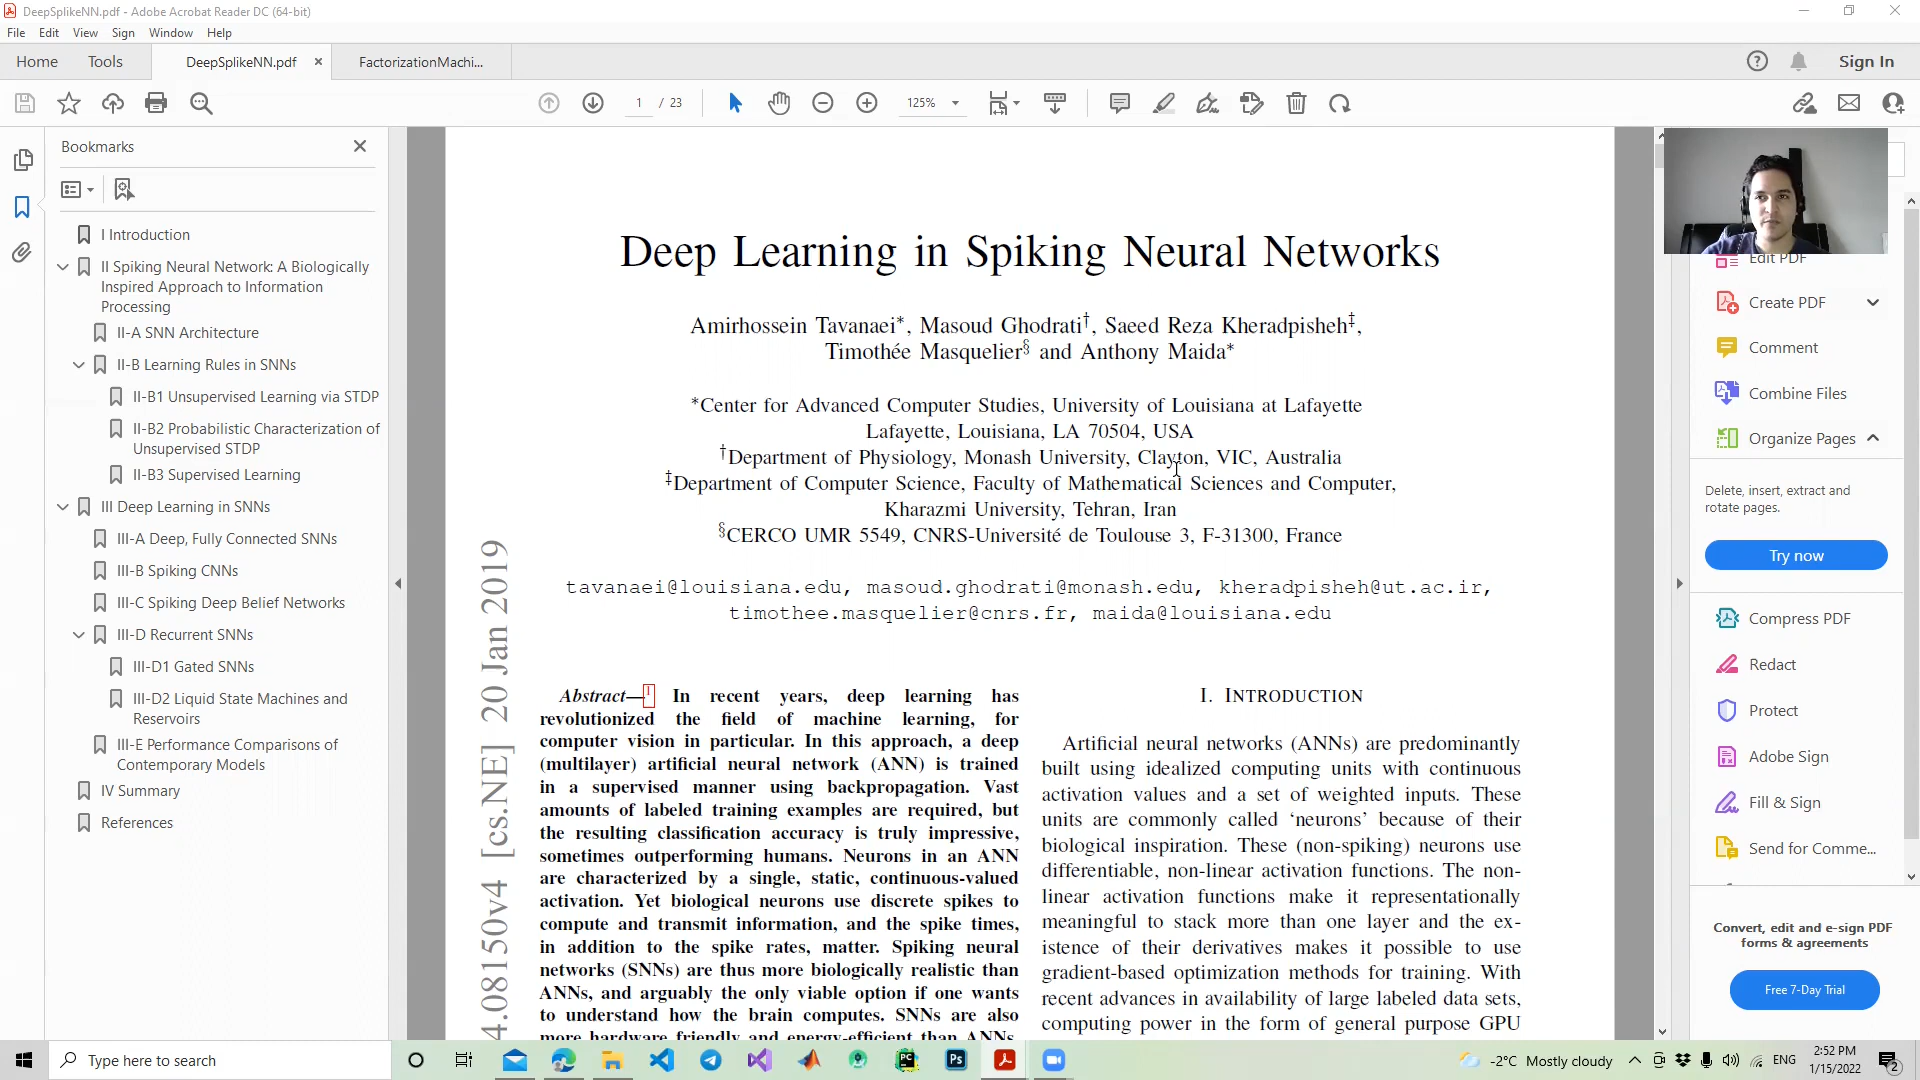 DeepSplikeNN.pdf - Adobe Acrobat Reader DC (64-bit)
File Edit View Sign Window Help
Home Tools DeepSplikeNN.pdf × FactorizationMachi... Sign In
1 / 23 125%
Bookmarks
I Introduction
II Spiking Neural Network: A Biologically
Inspired Approach to Information
Processing
II-A SNN Architecture
II-B Learning Rules in SNNs
II-B1 Unsupervised Learning via STDP
II-B2 Probabilistic Characterization of
Unsupervised STDP
II-B3 Supervised Learning
III Deep Learning in SNNs
III-A Deep, Fully Connected SNNs
III-B Spiking CNNs
III-C Spiking Deep Belief Networks
III-D Recurrent SNNs
III-D1 Gated SNNs
III-D2 Liquid State Machines and
Reservoirs
III-E Performance Comparisons of
Contemporary Models
IV Summary
References
4.08150v4 [cs.NE] 20 Jan 2019
Deep Learning in Spiking Neural Networks
Amirhossein Tavanaei*, Masoud Ghodrati†, Saeed Reza Kheradpisheh‡,
Timothée Masquelier§ and Anthony Maida*
*Center for Advanced Computer Studies, University of Louisiana at Lafayette
Lafayette, Louisiana, LA 70504, USA
†Department of Physiology, Monash University, Clayton, VIC, Australia
‡Department of Computer Science, Faculty of Mathematical Sciences and Computer,
Kharazmi University, Tehran, Iran
§CERCO UMR 5549, CNRS-Université de Toulouse 3, F-31300, France
tavanaei@louisiana.edu, masoud.ghodrati@monash.edu, kheradpisheh@ut.ac.ir,
timothee.masquelier@cnrs.fr, maida@louisiana.edu
Abstract—1 In recent years, deep learning has
revolutionized the field of machine learning, for
computer vision in particular. In this approach, a deep
(multilayer) artificial neural network (ANN) is trained
in a supervised manner using backpropagation. Vast
amounts of labeled training examples are required, but
the resulting classification accuracy is truly impressive,
sometimes outperforming humans. Neurons in an ANN
are characterized by a single, static, continuous-valued
activation. Yet biological neurons use discrete spikes to
compute and transmit information, and the spike times,
in addition to the spike rates, matter. Spiking neural
networks (SNNs) are thus more biologically realistic than
ANNs, and arguably the only viable option if one wants
to understand how the brain computes. SNNs are also
more hardware friendly and energy-efficient than ANNs,
I. INTRODUCTION
Artificial neural networks (ANNs) are predominantly
built using idealized computing units with continuous
activation values and a set of weighted inputs. These
units are commonly called ‘neurons’ because of their
biological inspiration. These (non-spiking) neurons use
differentiable, non-linear activation functions. The non-
linear activation functions make it representationally
meaningful to stack more than one layer and the ex-
istence of their derivatives makes it possible to use
gradient-based optimization methods for training. With
recent advances in availability of large labeled data sets,
computing power in the form of general purpose GPU
Edit PDF
Create PDF
Comment
Combine Files
Organize Pages
Delete, insert, extract and
rotate pages.
Try now
Compress PDF
Redact
Protect
Adobe Sign
Fill & Sign
Send for Comme...
Convert, edit and e-sign PDF
forms & agreements
Free 7-Day Trial
Type here to search
PC
Ps
-2°C Mostly cloudy
ENG
2:52 PM
1/15/2022
2